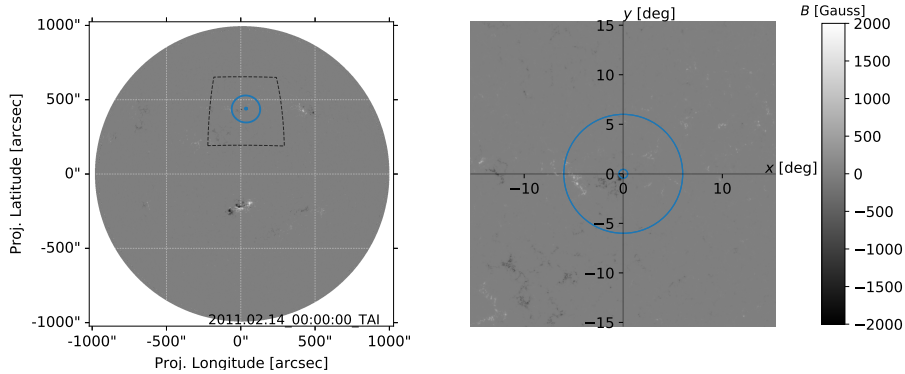 1000"
500"
0"
-500"
-1000"
Proj. Latitude [arcsec]
2011.02.14_00:00:00_TAI
-1000" -500" 0" 500" 1000"
Proj. Longitude [arcsec]
y [deg]
15
10
5
0
−5
−10
−15
x [deg]
−10 0 10
B [Gauss]
2000
1500
1000
500
0
−500
−1000
−1500
−2000